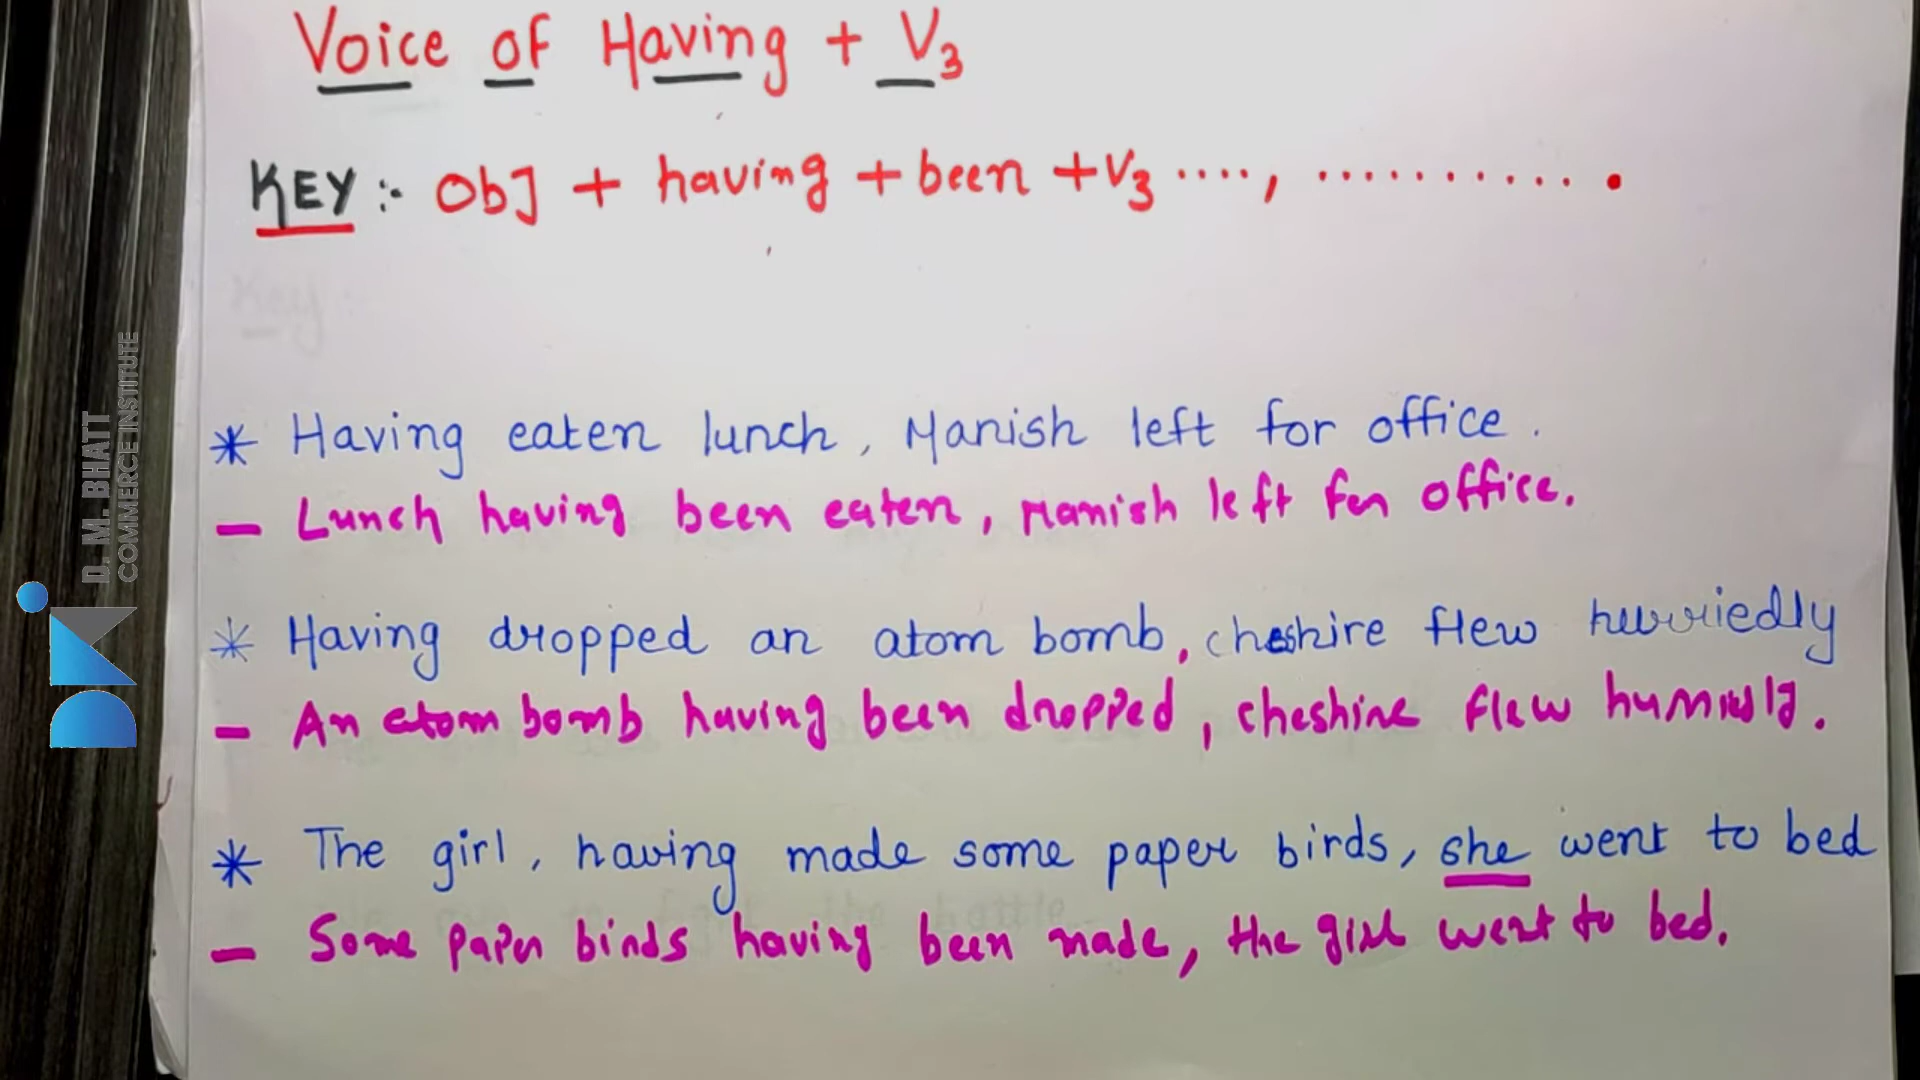 Voice of Having + V3
KEY :- Obj + having + been + V3 ...., .......... .
Key :
* Having eaten lunch, Manish left for office.
- Lunch having been eaten, Manish left for office.
* Having dropped an atom bomb, cheshire flew hurriedly
- An atom bomb having been dropped, cheshire flew hurriedly.
* The girl, having made some paper birds, she went to bed
- Some paper birds having been made, the girl went to bed.
D. M. BHATT
COMMERCE INSTITUTE